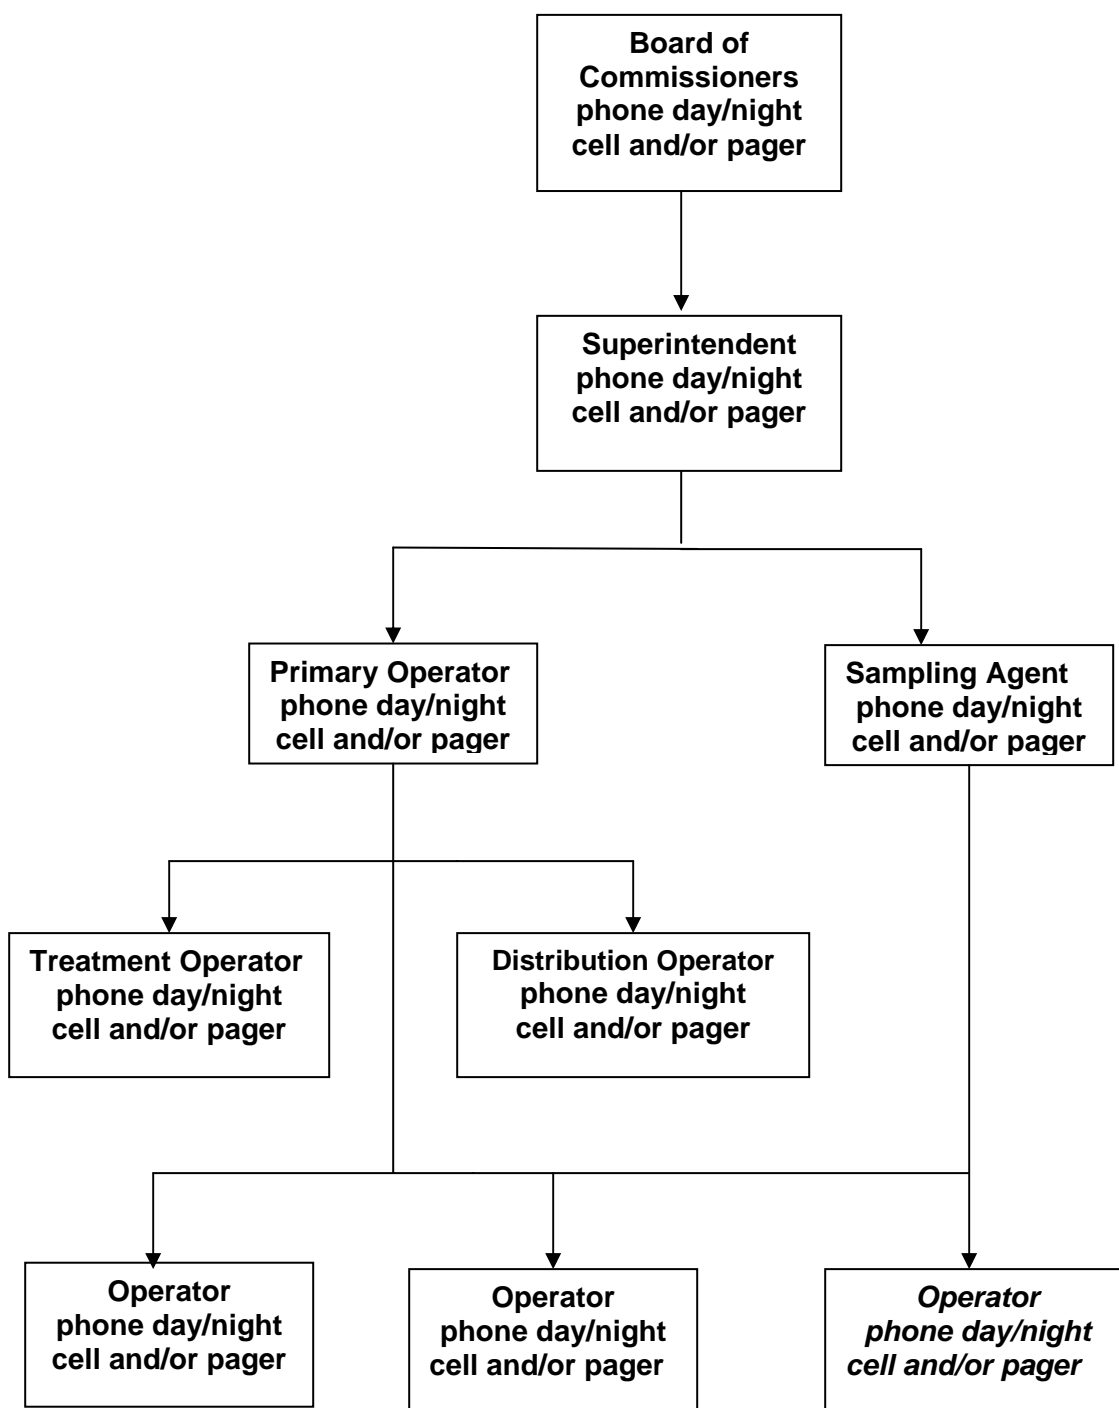 Board of
Commissioners
phone day/night
cell and/or pager
Superintendent
phone day/night
cell and/or pager
Primary Operator
phone day/night
cell and/or pager
Sampling Agent
phone day/night
cell and/or pager
Treatment Operator
phone day/night
cell and/or pager
Distribution Operator
phone day/night
cell and/or pager
Operator
phone day/night
cell and/or pager
Operator
phone day/night
cell and/or pager
Operator
phone day/night
cell and/or pager